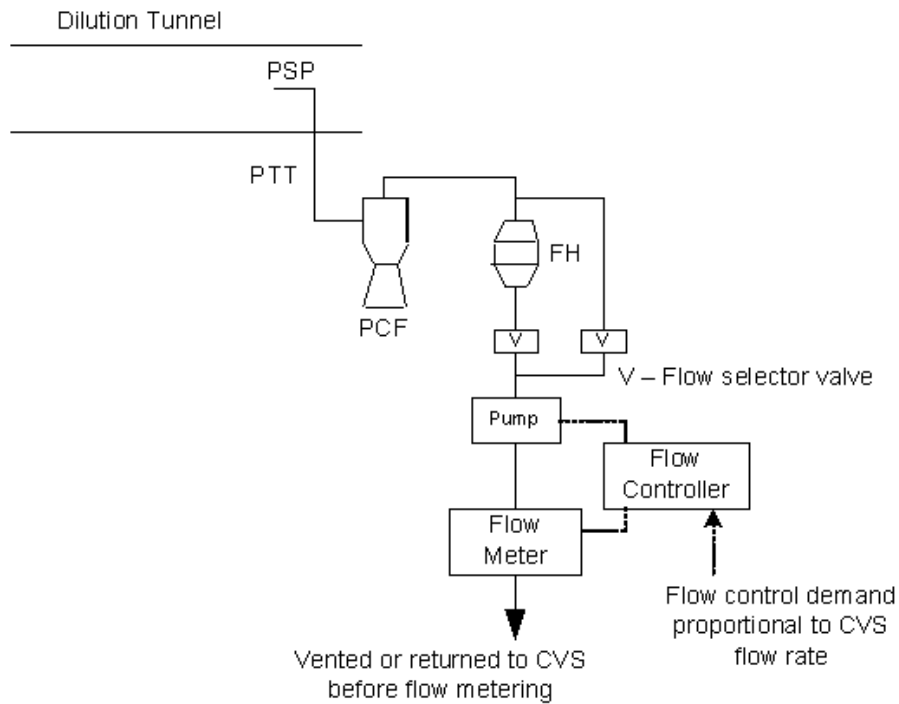 Dilution Tunnel
PSP
PTT
FH
PCF
V
V
V – Flow selector valve
Pump
Flow
Controller
Flow
Meter
Flow control demand
proportional to CVS
flow rate
Vented or returned to CVS
before flow metering